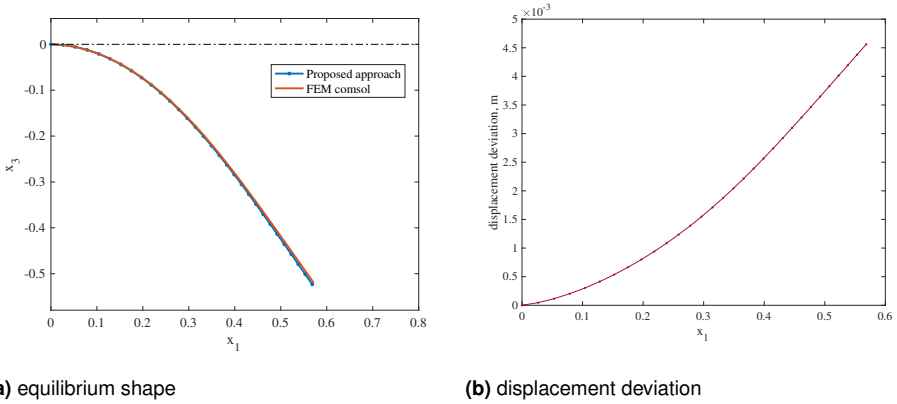 0
-0.1
-0.2
-0.3
-0.4
-0.5
x3
0 0.1 0.2 0.3 0.4 0.5 0.6 0.7 0.8
x1
Proposed approach
FEM comsol
×10-3
5
4.5
4
3.5
3
2.5
2
1.5
1
0.5
0
displacement deviation, m
0 0.1 0.2 0.3 0.4 0.5 0.6
x1
a) equilibrium shape
(b) displacement deviation